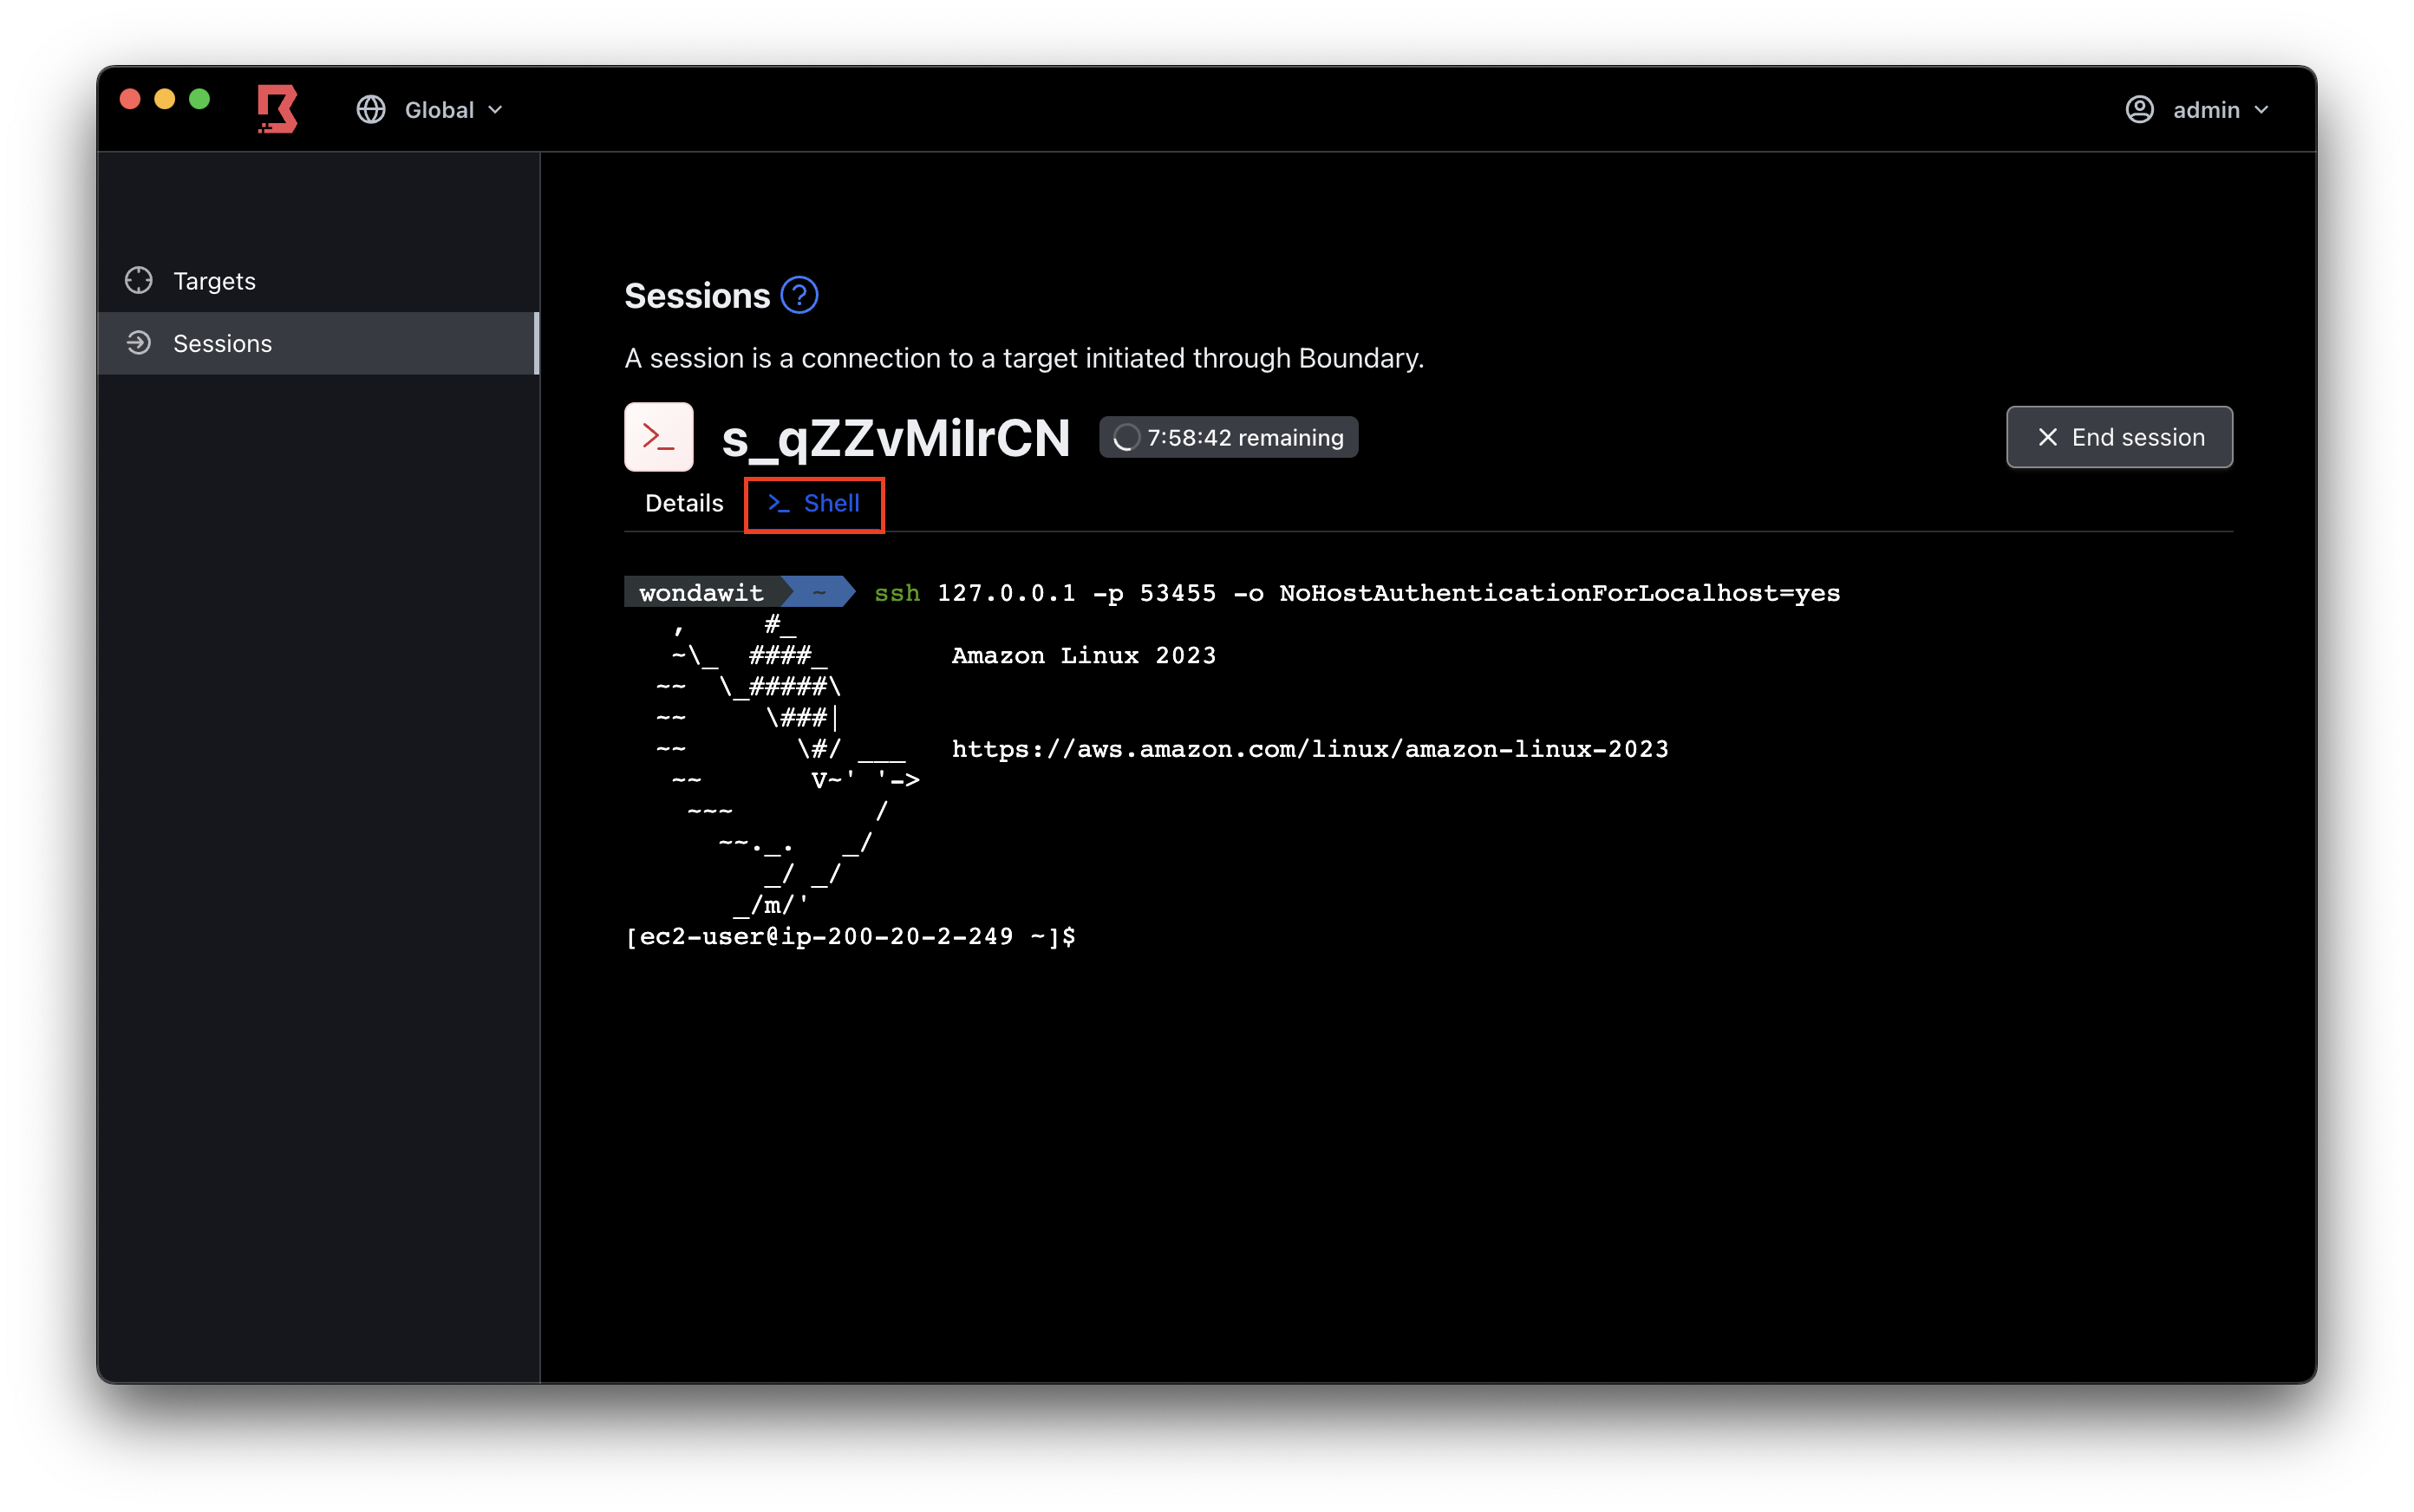 Global
admin
Targets
Sessions
Sessions ?
A session is a connection to a target initiated through Boundary.
s_qZZvMiIrCN 7:58:42 remaining
End session
Details >_ Shell
wondawit ~ ssh 127.0.0.1 -p 53455 -o NoHostAuthenticationForLocalhost=yes
   ,     #_
   ~\_  ####_        Amazon Linux 2023
  ~~  \_#####\
  ~~     \###|
  ~~       \#/ ___   https://aws.amazon.com/linux/amazon-linux-2023
   ~~       V~' '->
    ~~~         /
      ~~._.   _/
         _/ _/
       _/m/'
[ec2-user@ip-200-20-2-249 ~]$